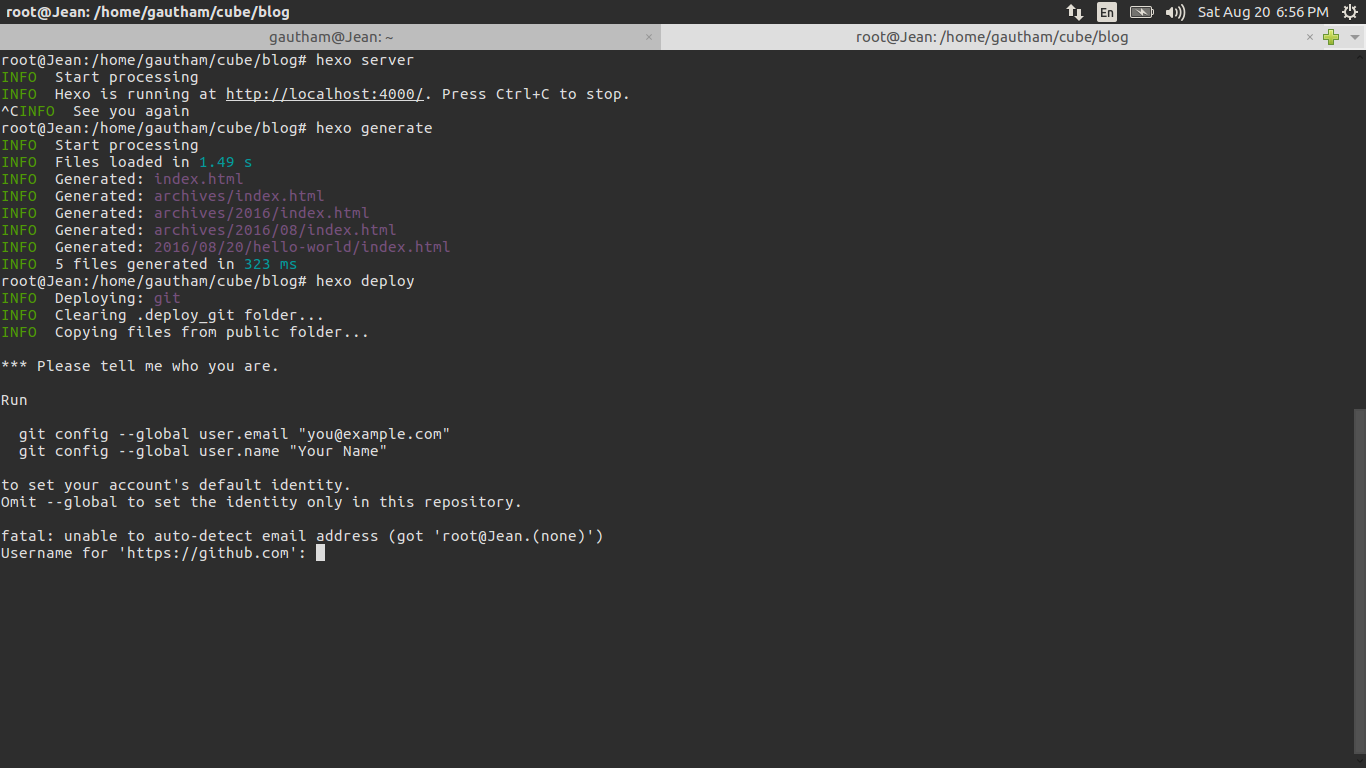 root@Jean: /home/gautham/cube/blog
En
Sat Aug 20 6:56 PM
gautham@Jean: ~ ×
root@Jean: /home/gautham/cube/blog ×
root@Jean:/home/gautham/cube/blog# hexo server
INFO  Start processing
INFO  Hexo is running at http://localhost:4000/. Press Ctrl+C to stop.
^CINFO  See you again
root@Jean:/home/gautham/cube/blog# hexo generate
INFO  Start processing
INFO  Files loaded in 1.49 s
INFO  Generated: index.html
INFO  Generated: archives/index.html
INFO  Generated: archives/2016/index.html
INFO  Generated: archives/2016/08/index.html
INFO  Generated: 2016/08/20/hello-world/index.html
INFO  5 files generated in 323 ms
root@Jean:/home/gautham/cube/blog# hexo deploy
INFO  Deploying: git
INFO  Clearing .deploy_git folder...
INFO  Copying files from public folder...
*** Please tell me who you are.
Run
  git config --global user.email "you@example.com"
  git config --global user.name "Your Name"
to set your account's default identity.
Omit --global to set the identity only in this repository.
fatal: unable to auto-detect email address (got 'root@Jean.(none)')
Username for 'https://github.com':